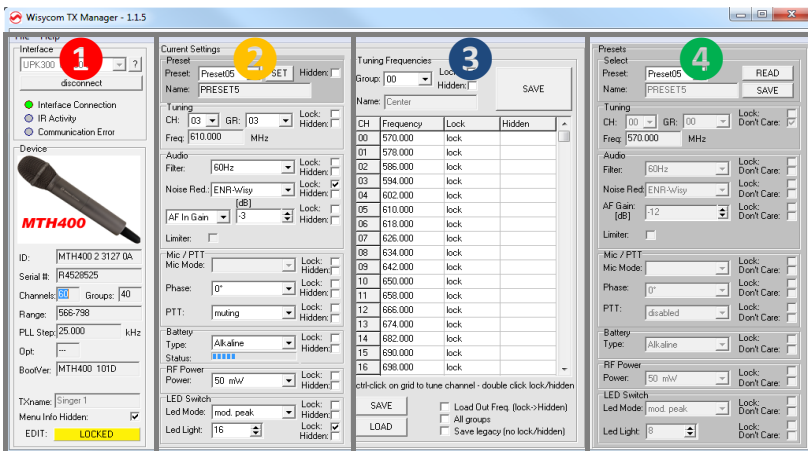 Wisycom TX Manager - 1.1.5
Interface
UPK300
?
disconnect
Interface Connection
IR Activity
Communication Error
Device
MTH400
ID: MTH400 2 3127 0A
Serial #: R4528525
Channels: 60 Groups: 40
Range: 566-798
PLL Step: 25.000 kHz
Opt: ---
BootVer: MTH400 101D
TXname: Singer 1
Menu Info Hidden:
EDIT: LOCKED
1
Current Settings
Preset
Preset: Preset05 SET Hidden:
Name: PRESET5
Tuning
CH: 03 GR: 03 Lock:
Hidden:
Freq: 610.000 MHz
Audio
Filter: 60Hz Lock:
Hidden:
Noise Red.: ENR-Wisy Lock:
Hidden:
[dB]
AF In Gain -3 Lock:
Hidden:
Limiter:
Mic / PTT
Mic Mode: Lock:
Hidden:
Phase: 0° Lock:
Hidden:
PTT: muting Lock:
Hidden:
Battery
Type: Alkaline Lock:
Hidden:
Status:
RF Power
Power: 50 mW Lock:
Hidden:
LED Switch
Led Mode: mod. peak Lock:
Hidden:
Led Light: 16 Lock:
Hidden:
2
Tuning Frequencies
Group: 00
Hidden:
SAVE
Name: Center
CH Frequency Lock Hidden
00 570.000 lock
01 578.000 lock
02 586.000 lock
03 594.000 lock
04 602.000 lock
05 610.000 lock
06 618.000 lock
07 626.000 lock
08 634.000 lock
09 642.000 lock
10 650.000 lock
11 658.000 lock
12 666.000 lock
13 674.000 lock
14 682.000 lock
15 690.000 lock
16 698.000 lock
ctrl-click on grid to tune channel - double click lock/hidden
SAVE
LOAD
Load Out Freq. (lock->Hidden)
All groups
Save legacy (no lock/hidden)
3
Presets
Select
Preset: Preset05 READ
Name: PRESET5 SAVE
Tuning
CH: 00 GR: 00 Lock:
Don't Care:
Freq: 570.000 MHz
Audio
Filter: 60Hz Lock:
Don't Care:
Noise Red: ENR-Wisy Lock:
Don't Care:
AF Gain: [dB] -12 Lock:
Don't Care:
Limiter:
Mic / PTT
Mic Mode: Lock:
Don't Care:
Phase: 0° Lock:
Don't Care:
PTT: disabled Lock:
Don't Care:
Battery
Type: Alkaline Lock:
Don't Care:
RF Power
Power: 50 mW Lock:
Don't Care:
LED Switch
Led Mode: mod. peak Lock:
Don't Care:
Led Light: 8 Lock:
Don't Care:
4